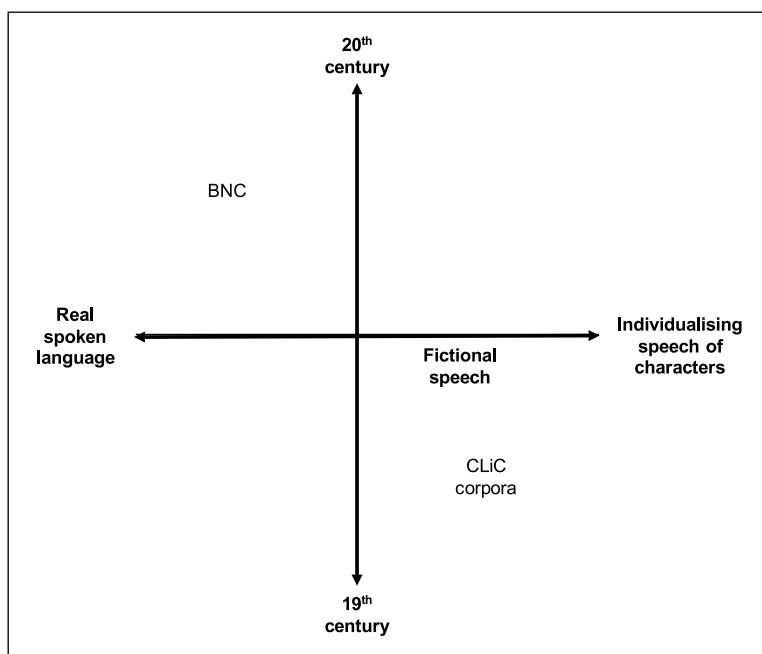 20th
century
BNC
Real
spoken
language
Individualising
speech of
characters
Fictional
speech
CLiC
corpora
19th
century